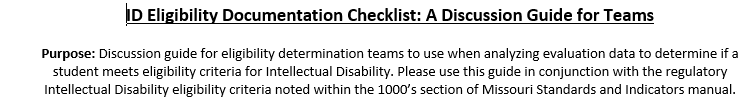 ID Eligibility Documentation Checklist: A Discussion Guide for Teams
Purpose: Discussion guide for eligibility determination teams to use when analyzing evaluation data to determine if a
student meets eligibility criteria for Intellectual Disability. Please use this guide in conjunction with the regulatory
Intellectual Disability eligibility criteria noted within the 1000’s section of Missouri Standards and Indicators manual.